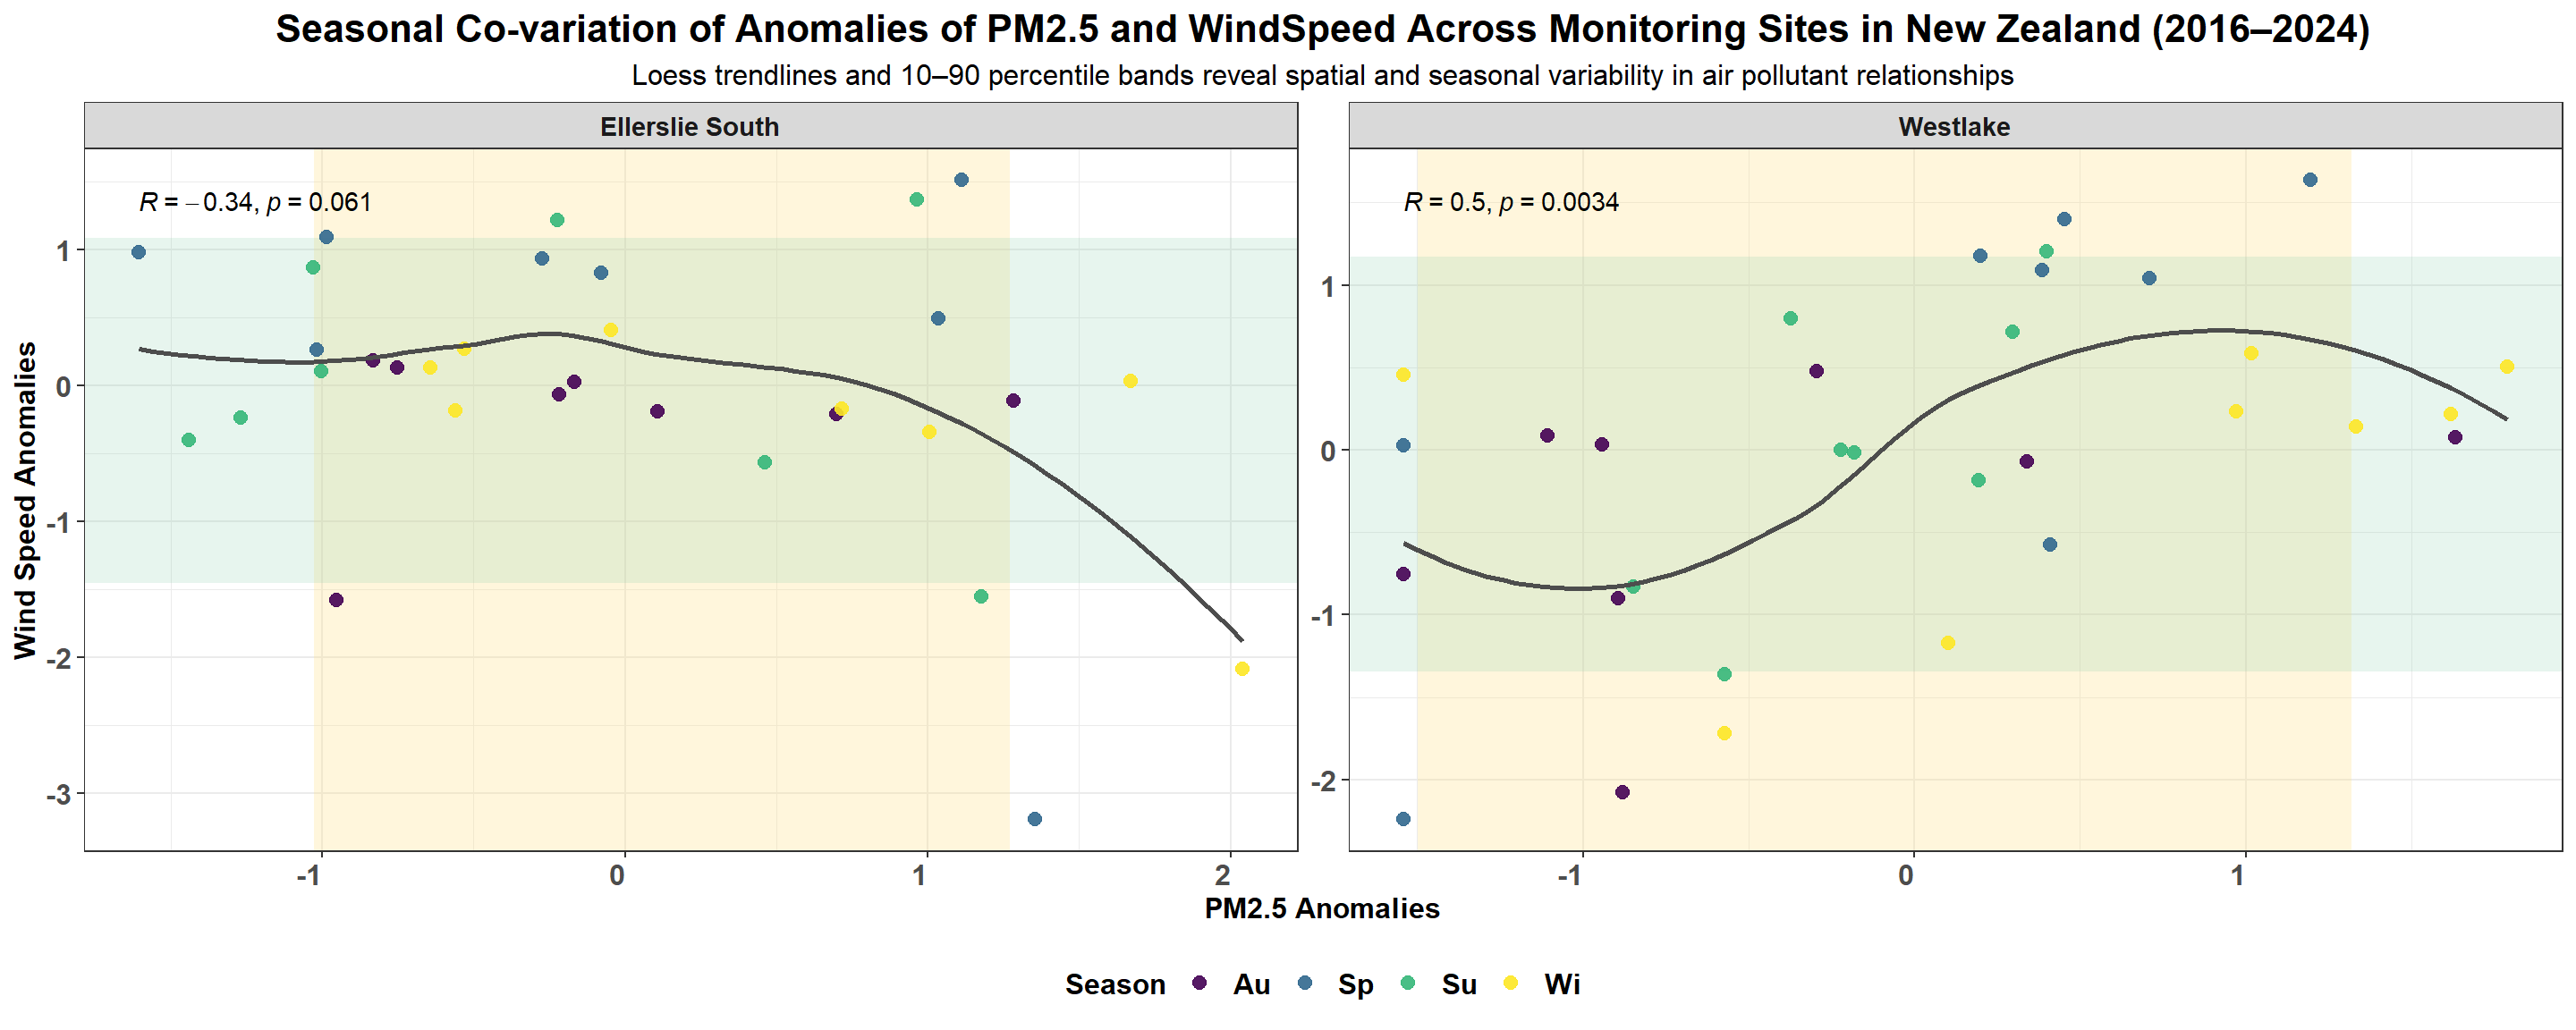 Seasonal Co-variation of Anomalies of PM2.5 and WindSpeed Across Monitoring Sites in New Zealand (2016–2024)
Loess trendlines and 10–90 percentile bands reveal spatial and seasonal variability in air pollutant relationships
Ellerslie South
Westlake
R = −0.34, p = 0.061
R = 0.5, p = 0.0034
Wind Speed Anomalies
1
0
-1
-2
-3
1
0
-1
-2
-1 0 1 2
-1 0 1
PM2.5 Anomalies
Season Au Sp Su Wi